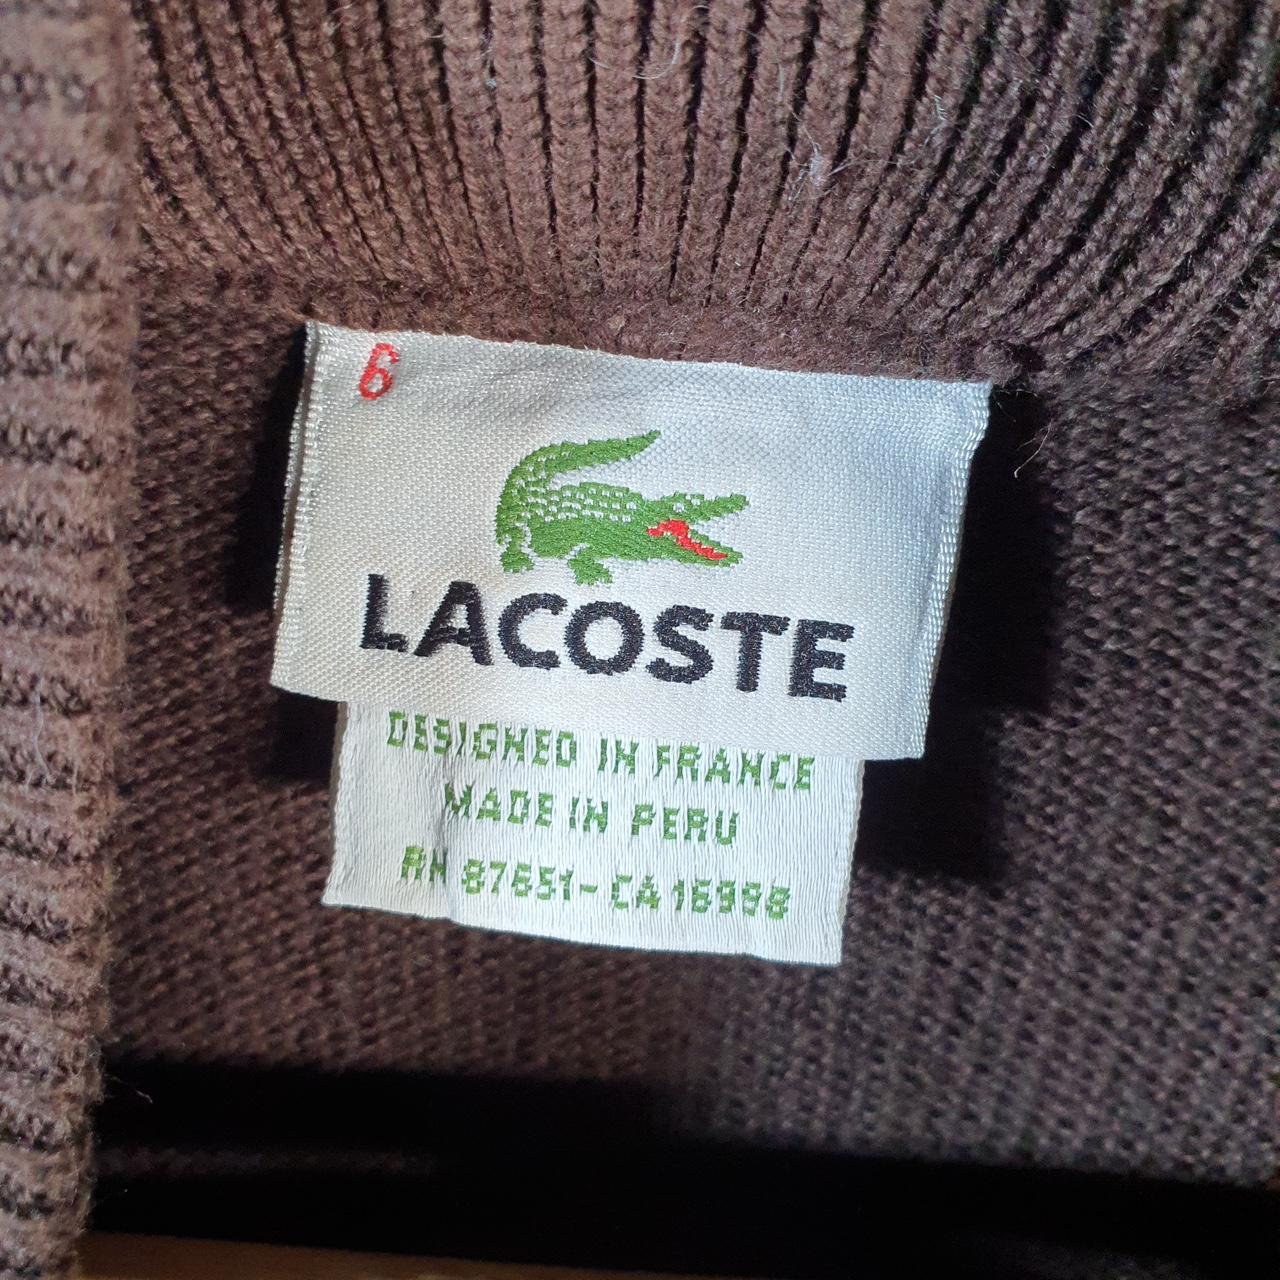 6
LACOSTE
DESIGNED IN FRANCE
MADE IN PERU
RN 87651-CA 16998